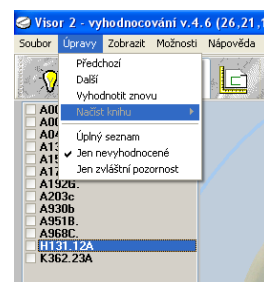 Visor 2 - vyhodnocování v.4.6 (26,21,1
Soubor Úpravy Zobrazit Možnosti Nápověda
Předchozí
Další
Vyhodnotit znovu
Načíst knihu
Úplný seznam
Jen nevyhodnocené
Jen zvláštní pozornost
A192G.
A203c
A930b
A951B.
A968C.
H131.12A
K362.23A